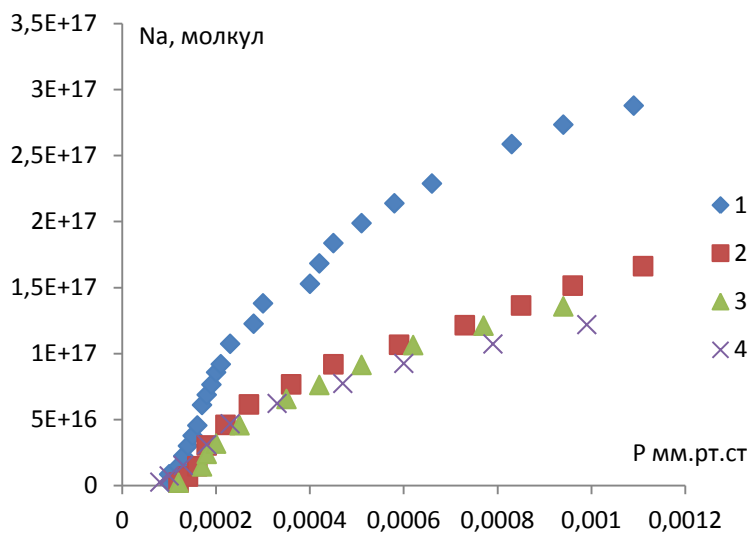 3,5E+17
Na, молкул
3E+17
2,5E+17
2E+17
1,5E+17
1E+17
5E+16
0
1
2
3
4
P мм.рт.ст
0
0,0002
0,0004
0,0006
0,0008
0,001
0,0012